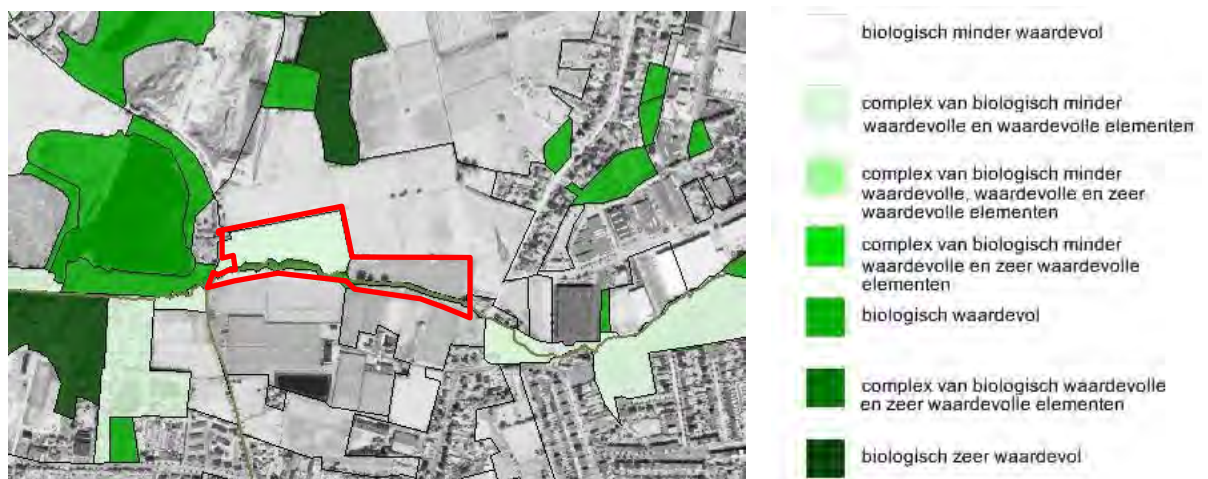 biologisch minder waardevol
complex van biologisch minder
waardevolle en waardevolle elementen
complex van biologisch minder
waardevolle, waardevolle en zeer
waardevolle elementen
complex van biologisch minder
waardevolle en zeer waardevolle
elementen
biologisch waardevol
complex van biologisch waardevolle
en zeer waardevolle elementen
biologisch zeer waardevol